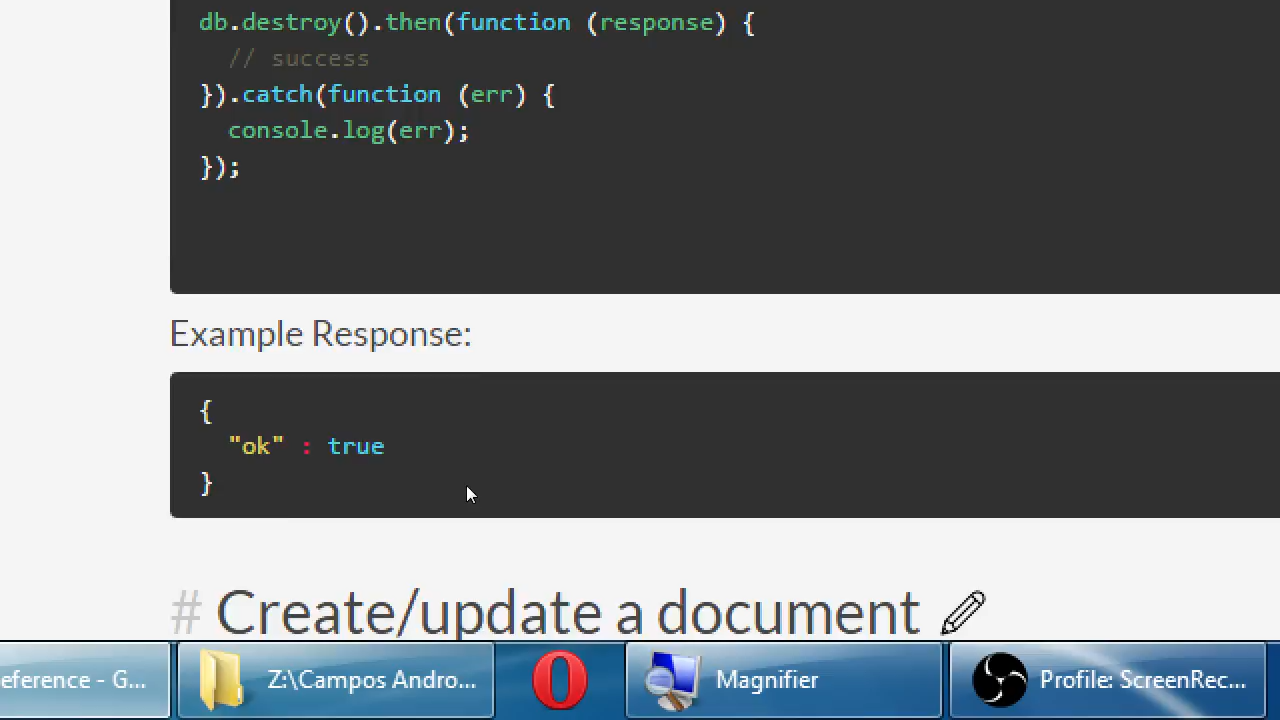 db.destroy().then(function (response) {
  // success
}).catch(function (err) {
  console.log(err);
});
Example Response:
{
  "ok" : true
}
# Create/update a document
eference - G...
Z:\Campos Andro...
Magnifier
Profile: ScreenRec...